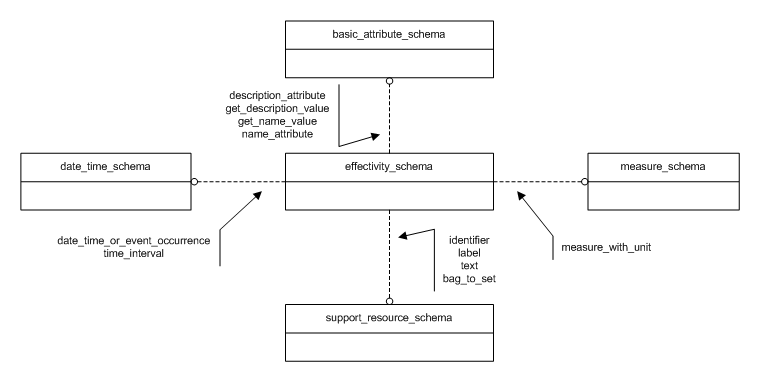 basic_attribute_schema
description_attribute
get_description_value
get_name_value
name_attribute
date_time_schema
effectivity_schema
measure_schema
date_time_or_event_occurrence
time_interval
identifier
label
text
bag_to_set
measure_with_unit
support_resource_schema